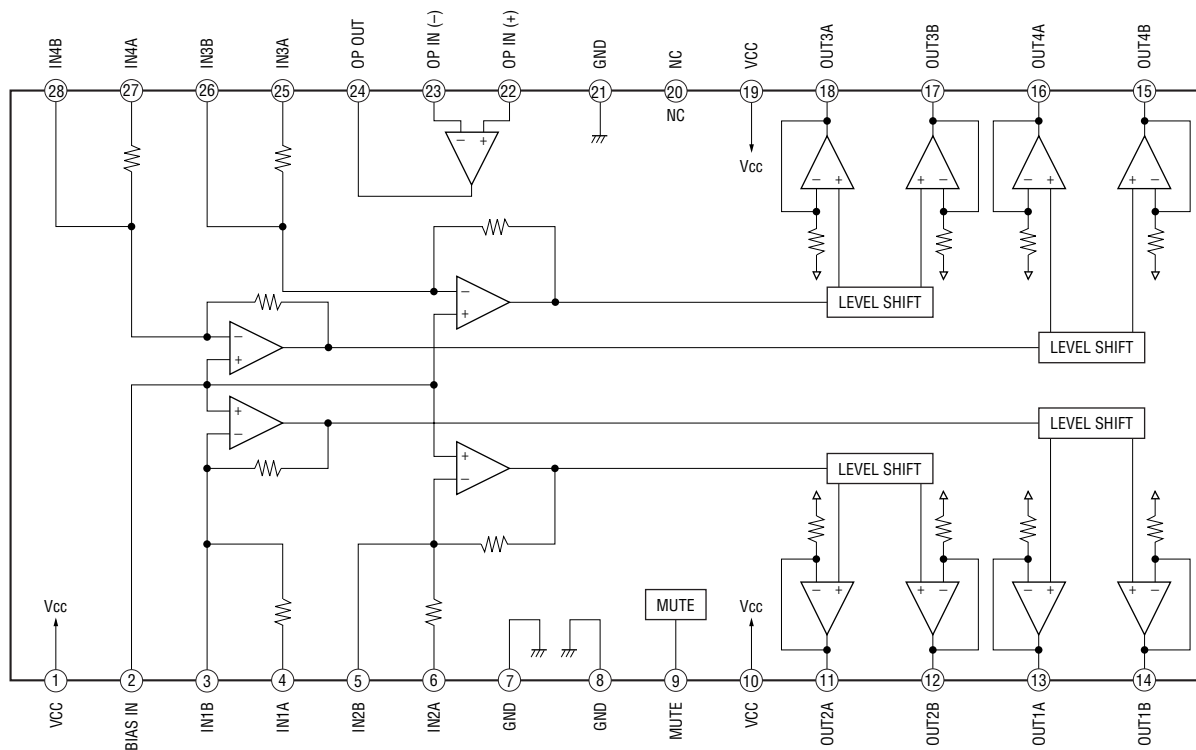 IN4B
IN4A
IN3B
IN3A
OP OUT
OP IN (−)
OP IN (+)
GND
NC
VCC
OUT3A
OUT3B
OUT4A
OUT4B
28
27
26
25
24
23
22
21
20
19
18
17
16
15
NC
Vcc
− +
− +
+ −
− +
+ −
−
+
LEVEL SHIFT
−
+
LEVEL SHIFT
+
−
LEVEL SHIFT
+
−
LEVEL SHIFT
− +
+ −
− +
+ −
Vcc
MUTE
Vcc
1
2
3
4
5
6
7
8
9
10
11
12
13
14
VCC
BIAS IN
IN1B
IN1A
IN2B
IN2A
GND
GND
MUTE
VCC
OUT2A
OUT2B
OUT1A
OUT1B